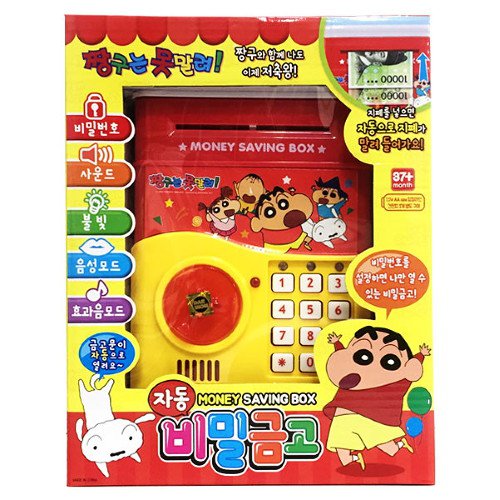 짱구는 못말려!
짱구와 함께 나도
이제 저축왕!
00001
00001
지폐를 넣으면
자동으로 지폐가
말려 들어가요!
37+
month
비밀번호
사운드
불빛
음성모드
효과음모드
금고문이
자동으로
열려요~
MONEY SAVING BOX
짱구는 못말려!
1 2 3
4 5 6
7 8 9
* 0 #
비밀번호를
설정하면 나만 열 수
있는 비밀금고!
자동 MONEY SAVING BOX
비밀금고